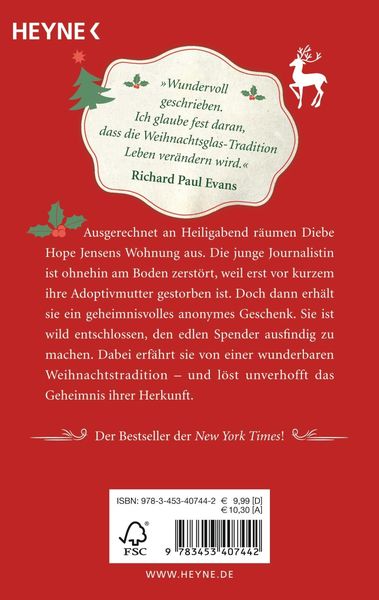 HEYNE<
»Wundervoll
geschrieben.
Ich glaube fest daran,
dass die Weihnachtsglas-Tradition
Leben verändern wird.«
Richard Paul Evans
Ausgerechnet an Heiligabend räumen Diebe
Hope Jensens Wohnung aus. Die junge Journalistin
ist ohnehin am Boden zerstört, weil erst vor kurzem
ihre Adoptivmutter gestorben ist. Doch dann erhält
sie ein geheimnisvolles anonymes Geschenk. Sie ist
wild entschlossen, den edlen Spender ausfindig zu
machen. Dabei erfährt sie von einer wunderbaren
Weihnachtstradition – und löst unverhofft das
Geheimnis ihrer Herkunft.
Der Bestseller der New York Times!
ISBN: 978-3-453-40744-2 € 9,99 [D]
€ 10,30 [A]
FSC
9 783453 407442
WWW.HEYNE.DE